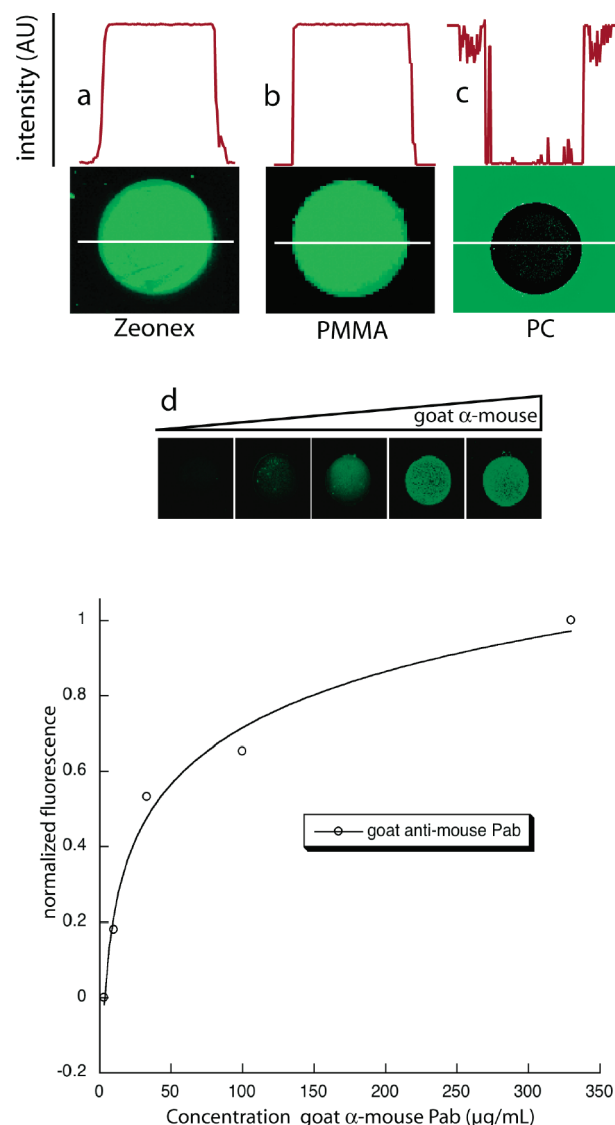 intensity (AU)
a
b
c
Zeonex
PMMA
PC
d
goat α-mouse
normalized fluorescence
1
0.8
0.6
0.4
0.2
0
-0.2
goat anti-mouse Pab
0
50
100
150
200
250
300
350
Concentration goat α-mouse Pab (µg/mL)